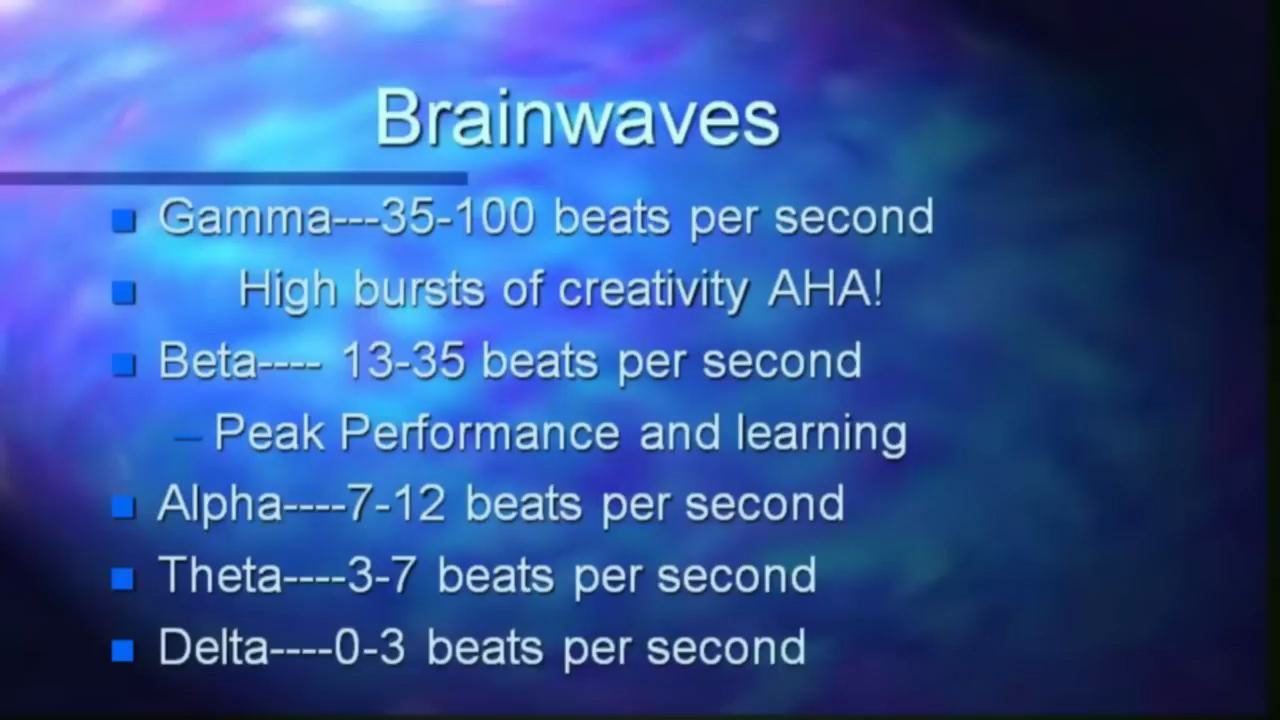 Brainwaves
Gamma---35-100 beats per second
High bursts of creativity AHA!
Beta---- 13-35 beats per second
– Peak Performance and learning
Alpha----7-12 beats per second
Theta----3-7 beats per second
Delta----0-3 beats per second